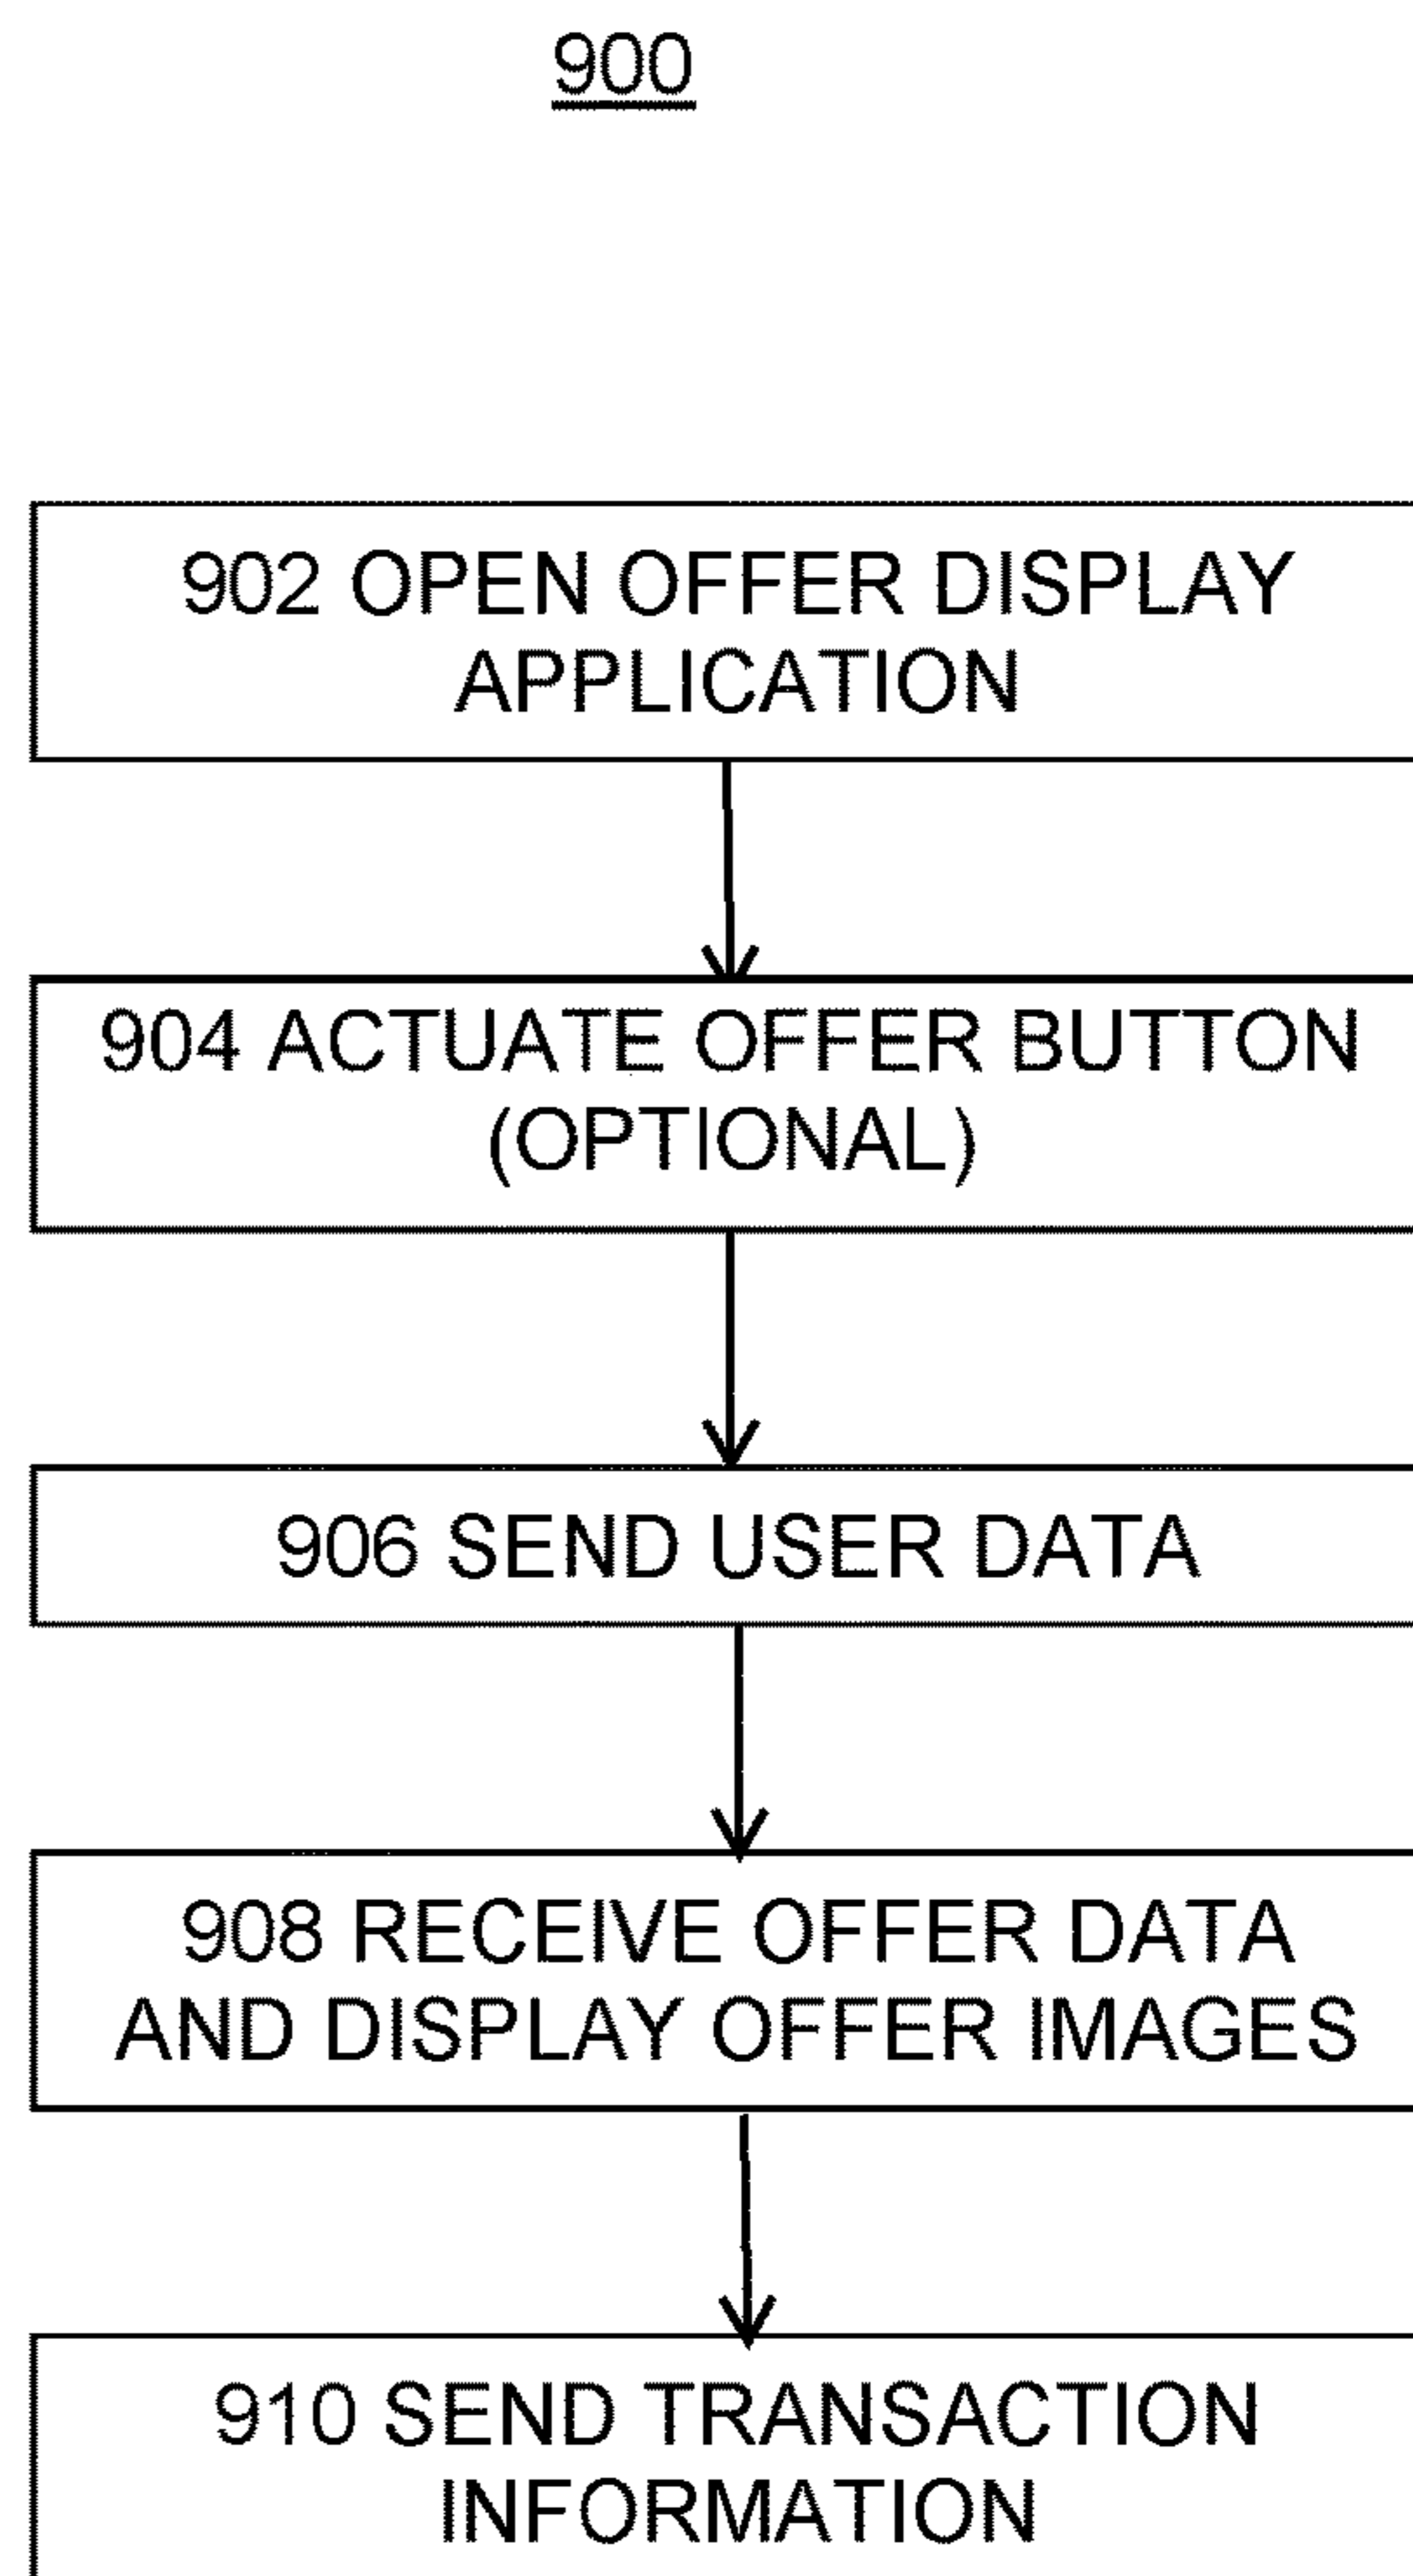 900
902 OPEN OFFER DISPLAY
APPLICATION
904 ACTUATE OFFER BUTTON
(OPTIONAL)
906 SEND USER DATA
908 RECEIVE OFFER DATA
AND DISPLAY OFFER IMAGES
910 SEND TRANSACTION
INFORMATION